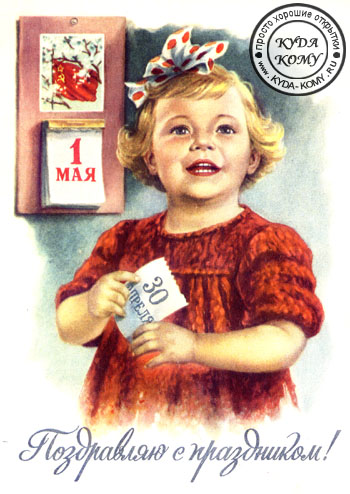 просто хорошие открытки
КУДА
КОМУ
www.KYDA-KOMY.RU
1
МАЯ
30
АПРЕЛЯ
Поздравляю с праздником!